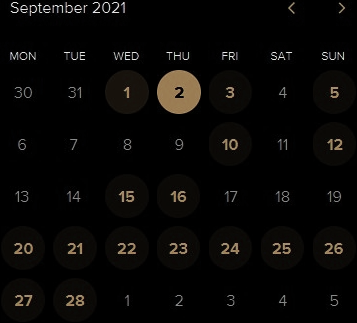 September 2021
MON TUE WED THU FRI SAT SUN
30 31 1 2 3 4 5
6 7 8 9 10 11 12
13 14 15 16 17 18 19
20 21 22 23 24 25 26
27 28 1 2 3 4 5